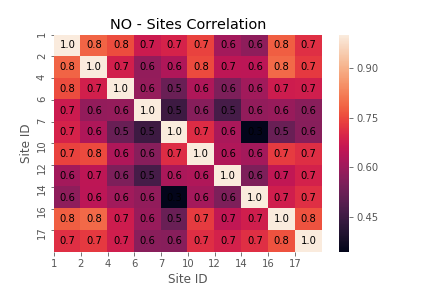 NO - Sites Correlation
1 1.0 0.8 0.8 0.7 0.7 0.7 0.6 0.6 0.8 0.7
2 0.8 1.0 0.7 0.6 0.6 0.8 0.7 0.6 0.8 0.7
4 0.8 0.7 1.0 0.6 0.5 0.6 0.6 0.6 0.7 0.7
6 0.7 0.6 0.6 1.0 0.5 0.6 0.5 0.6 0.6 0.6
7 0.7 0.6 0.5 0.5 1.0 0.7 0.6 0.5 0.6
10 0.7 0.8 0.6 0.6 0.7 1.0 0.6 0.6 0.7 0.7
12 0.6 0.7 0.6 0.5 0.6 0.6 1.0 0.6 0.7 0.7
14 0.6 0.6 0.6 0.6 0.6 0.6 1.0 0.7 0.7
16 0.8 0.8 0.7 0.6 0.5 0.7 0.7 0.7 1.0 0.8
17 0.7 0.7 0.7 0.6 0.6 0.7 0.7 0.7 0.8 1.0
1 2 4 6 7 10 12 14 16 17
Site ID
Site ID
0.90
0.75
0.60
0.45